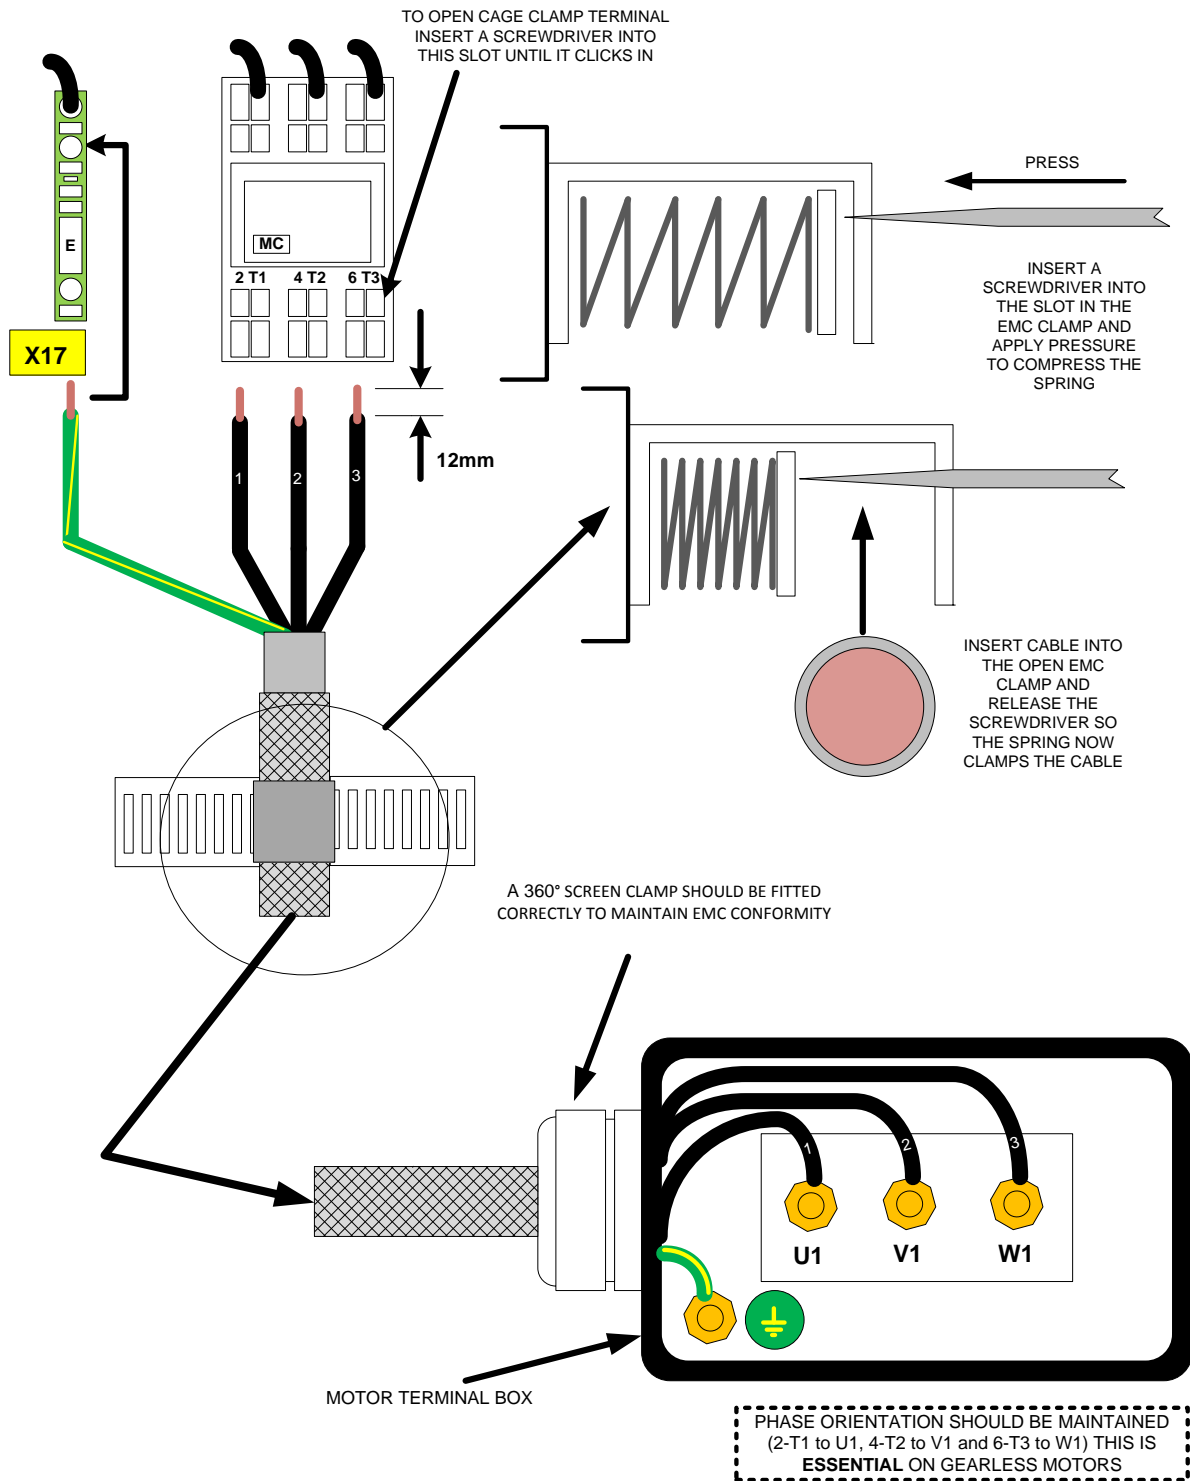 TO OPEN CAGE CLAMP TERMINAL
INSERT A SCREWDRIVER INTO
THIS SLOT UNTIL IT CLICKS IN
PRESS
E
MC
2 T1
4 T2
6 T3
INSERT A
SCREWDRIVER INTO
THE SLOT IN THE
EMC CLAMP AND
APPLY PRESSURE
TO COMPRESS THE
SPRING
X17
12mm
1
2
3
INSERT CABLE INTO
THE OPEN EMC
CLAMP AND
RELEASE THE
SCREWDRIVER SO
THE SPRING NOW
CLAMPS THE CABLE
A 360° SCREEN CLAMP SHOULD BE FITTED
CORRECTLY TO MAINTAIN EMC CONFORMITY
1
2
3
U1
V1
W1
MOTOR TERMINAL BOX
PHASE ORIENTATION SHOULD BE MAINTAINED
(2-T1 to U1, 4-T2 to V1 and 6-T3 to W1) THIS IS
ESSENTIAL ON GEARLESS MOTORS